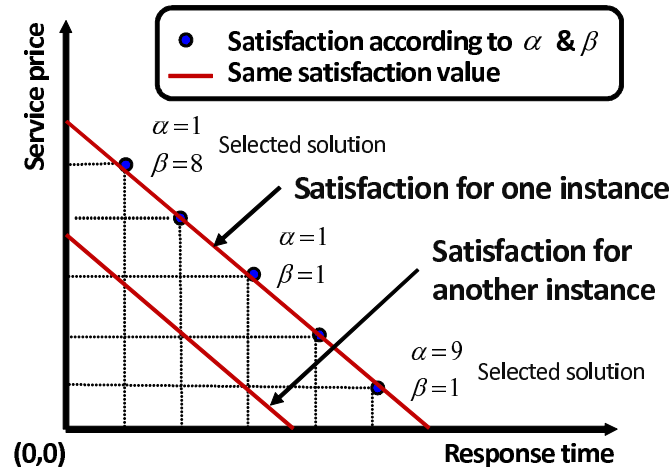 Satisfaction according to α & β
Same satisfaction value
Service price
α=1
β=8
Selected solution
Satisfaction for one instance
α=1
β=1
Satisfaction for
another instance
α=9
β=1
Selected solution
(0,0)
Response time